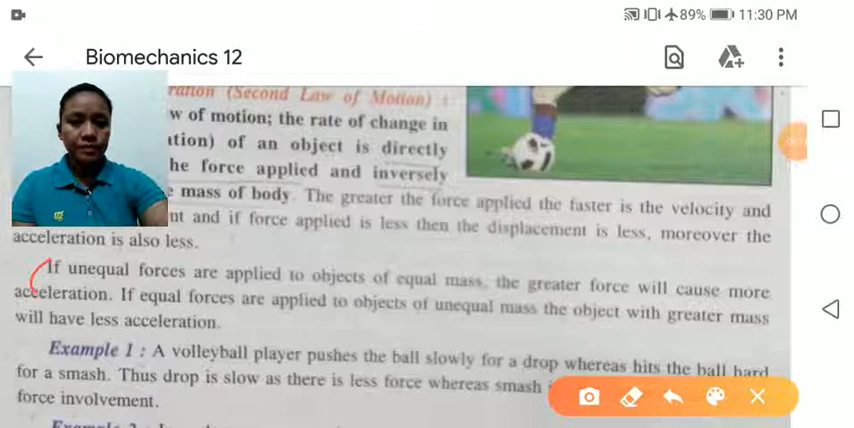 89% 11:30 PM
Biomechanics 12
ration (Second Law of Motion) :
w of motion; the rate of change in
ation) of an object is directly
he force applied and inversely
e mass of body. The greater the force applied the faster is the velocity and
nt and if force applied is less then the displacement is less, moreover the
acceleration is also less.
If unequal forces are applied to objects of equal mass, the greater force will cause more
acceleration. If equal forces are applied to objects of unequal mass the object with greater mass
will have less acceleration.
Example 1 : A volleyball player pushes the ball slowly for a drop whereas hits the ball hard
for a smash. Thus drop is slow as there is less force whereas smash
force involvement.